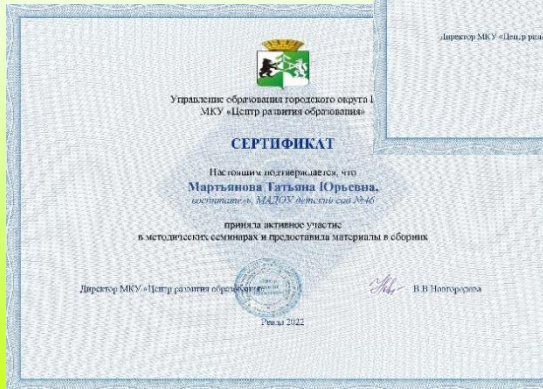 Директор МКУ «Центр
Управление образования городского округа
МКУ «Центр развития образования»
СЕРТИФИКАТ
Настоящим подтверждается, что
Мартьянова Татьяна Юрьевна,
воспитатель, МАДОУ детский сад №46
приняла активное участие
в методических семинарах и предоставила материалы в сборник
Директор МКУ «Центр развития образования»
В.В Новгородова
Ревда 2022